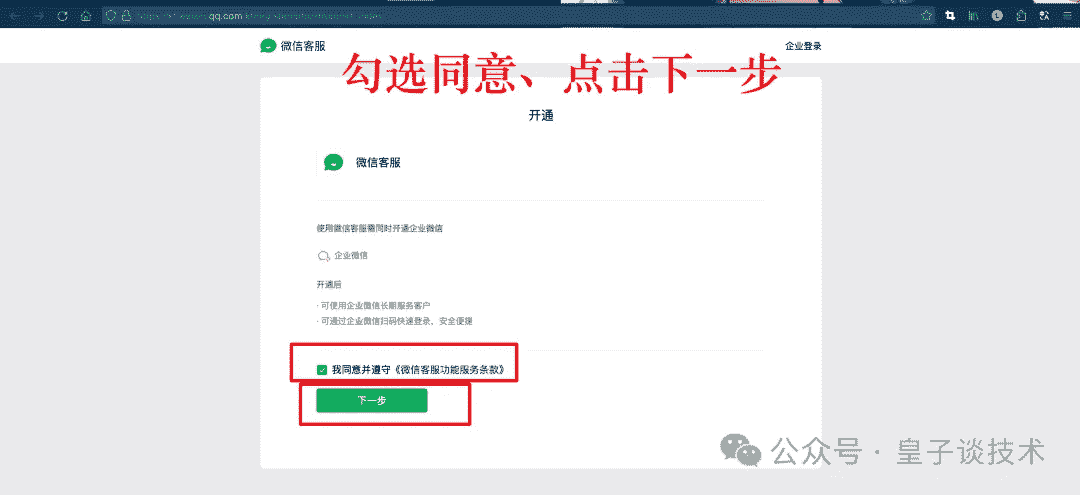 qq.com
微信客服
企业登录
勾选同意、点击下一步
开通
微信客服
使用微信客服需同时开通企业微信
企业微信
开通后
· 可使用企业微信长期服务客户
· 可通过企业微信扫码快速登录，安全便捷
我同意并遵守《微信客服功能服务条款》
下一步
公众号 · 皇子谈技术